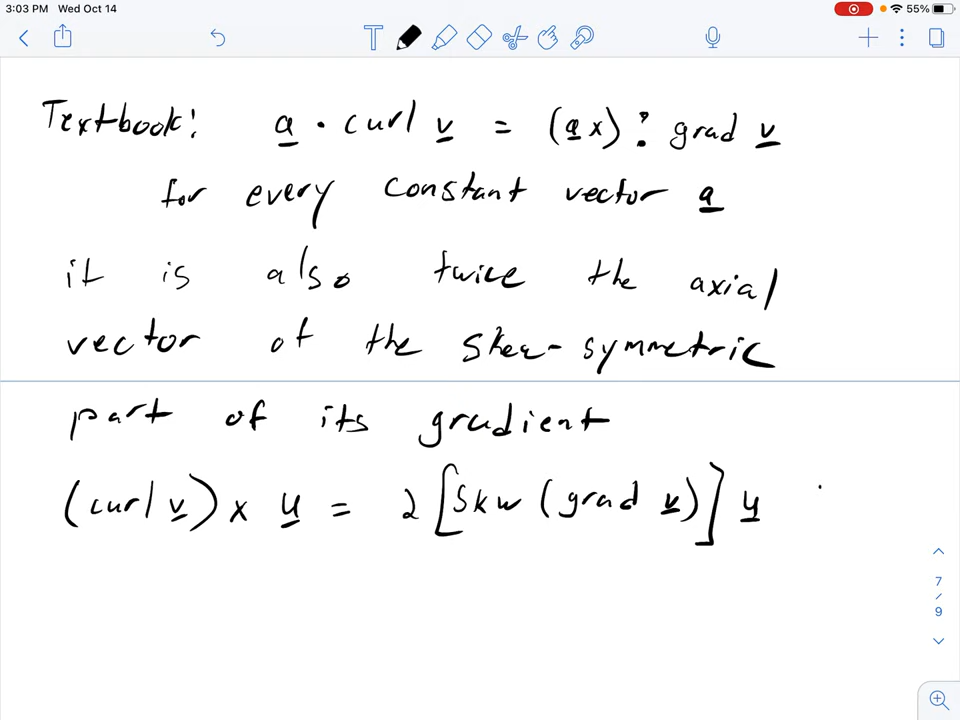 3:03 PM Wed Oct 14
55%
T
Textbook: a · curl v = (a x) : grad v
for every constant vector a
it is also twice the axial
vector of the skew-symmetric
part of its gradient
(curl v) x u = 2 [skw (grad v)] u
7
/
9